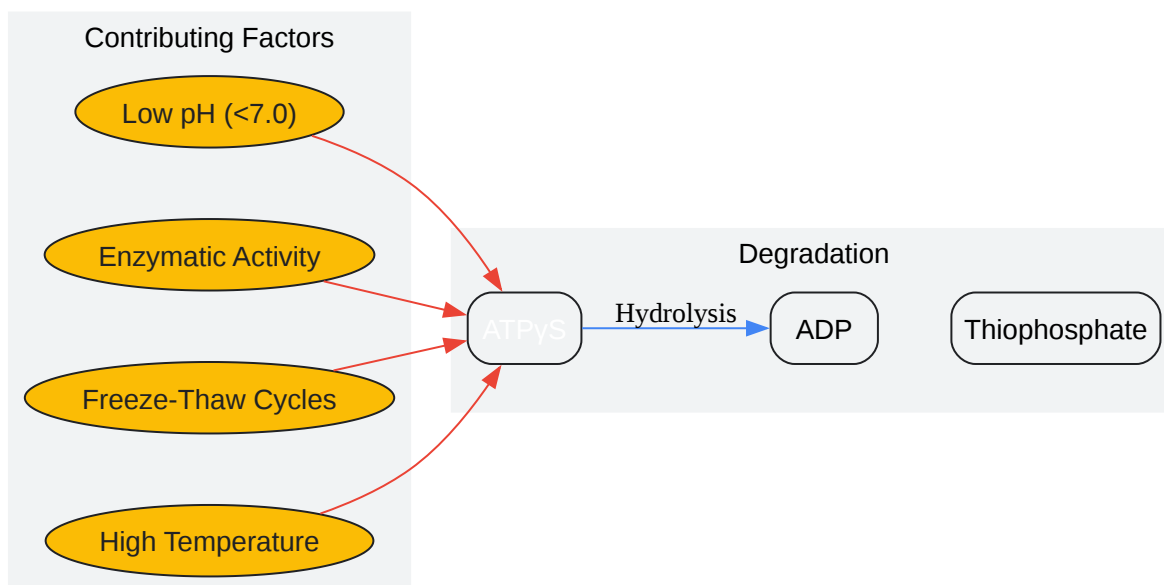 Contributing Factors
Low pH (<7.0)
Enzymatic Activity
Freeze-Thaw Cycles
High Temperature
Degradation
ATPγS
Hydrolysis
ADP
Thiophosphate